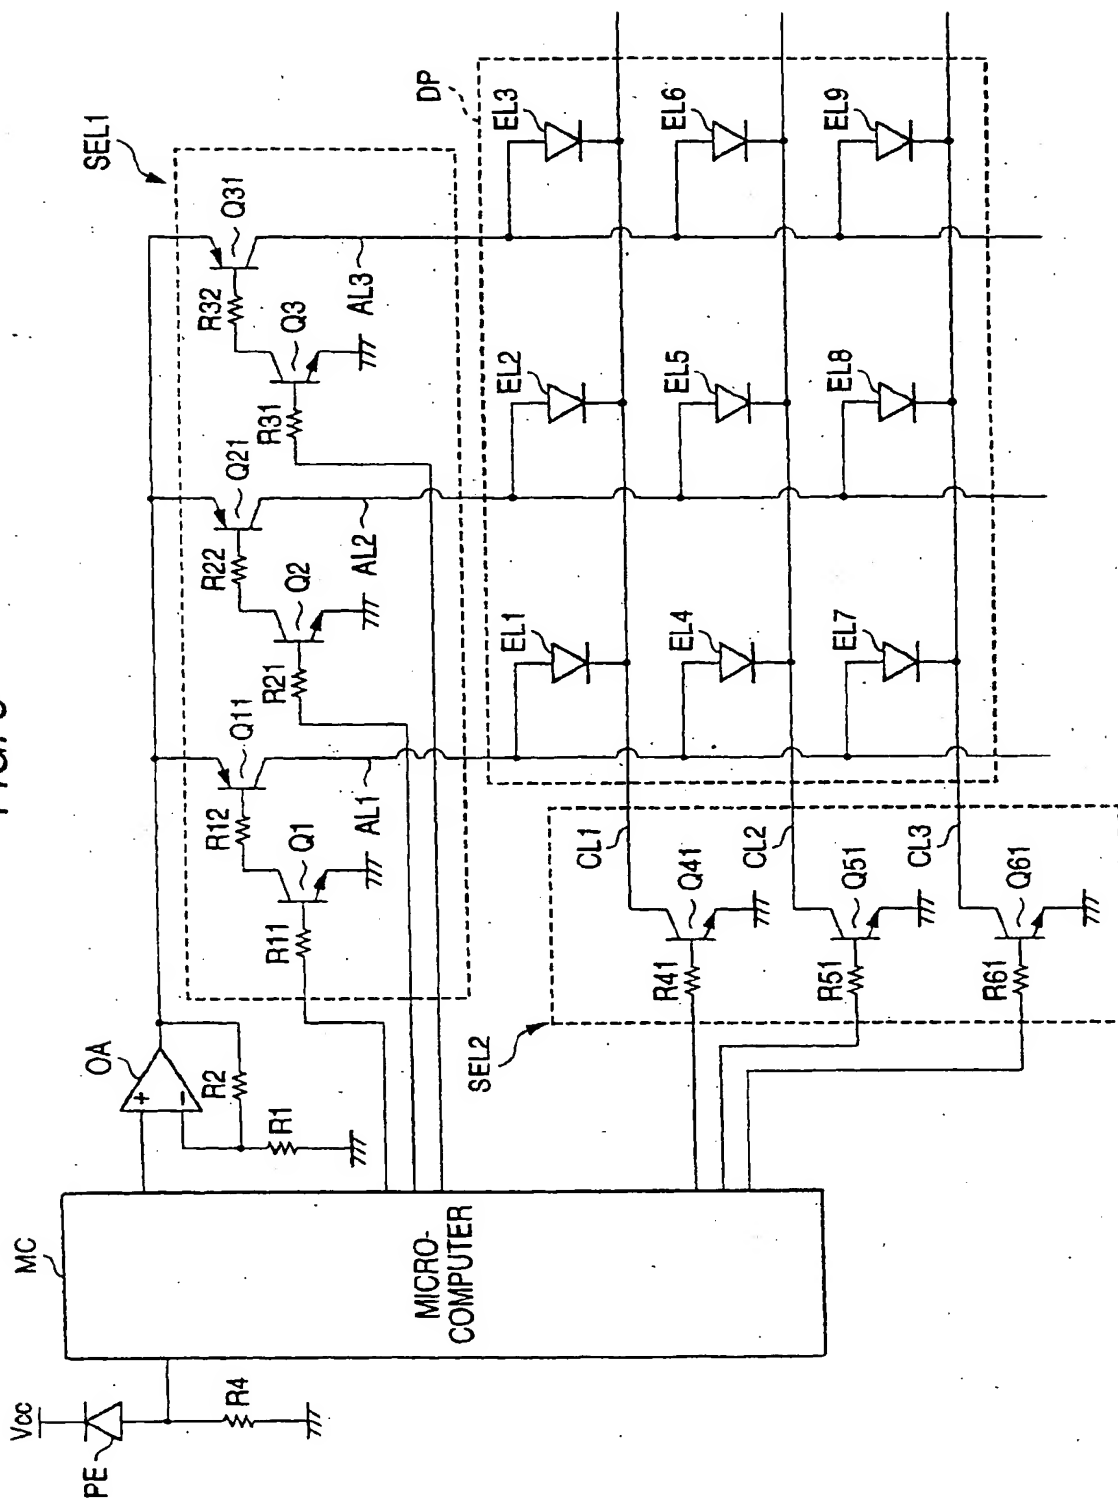 FIG.
Vcc
PE
R4
MC
MICRO-
COMPUTER
OA
R2
R1
SEL1
R12
Q11
R11
Q1
AL1
R22
Q21
R21
Q2
AL2
R32
Q31
R31
Q3
AL3
DP
EL1
EL2
EL3
EL4
EL5
EL6
EL7
EL8
EL9
SEL2
CL1
R41
Q41
CL2
R51
Q51
CL3
R61
Q61